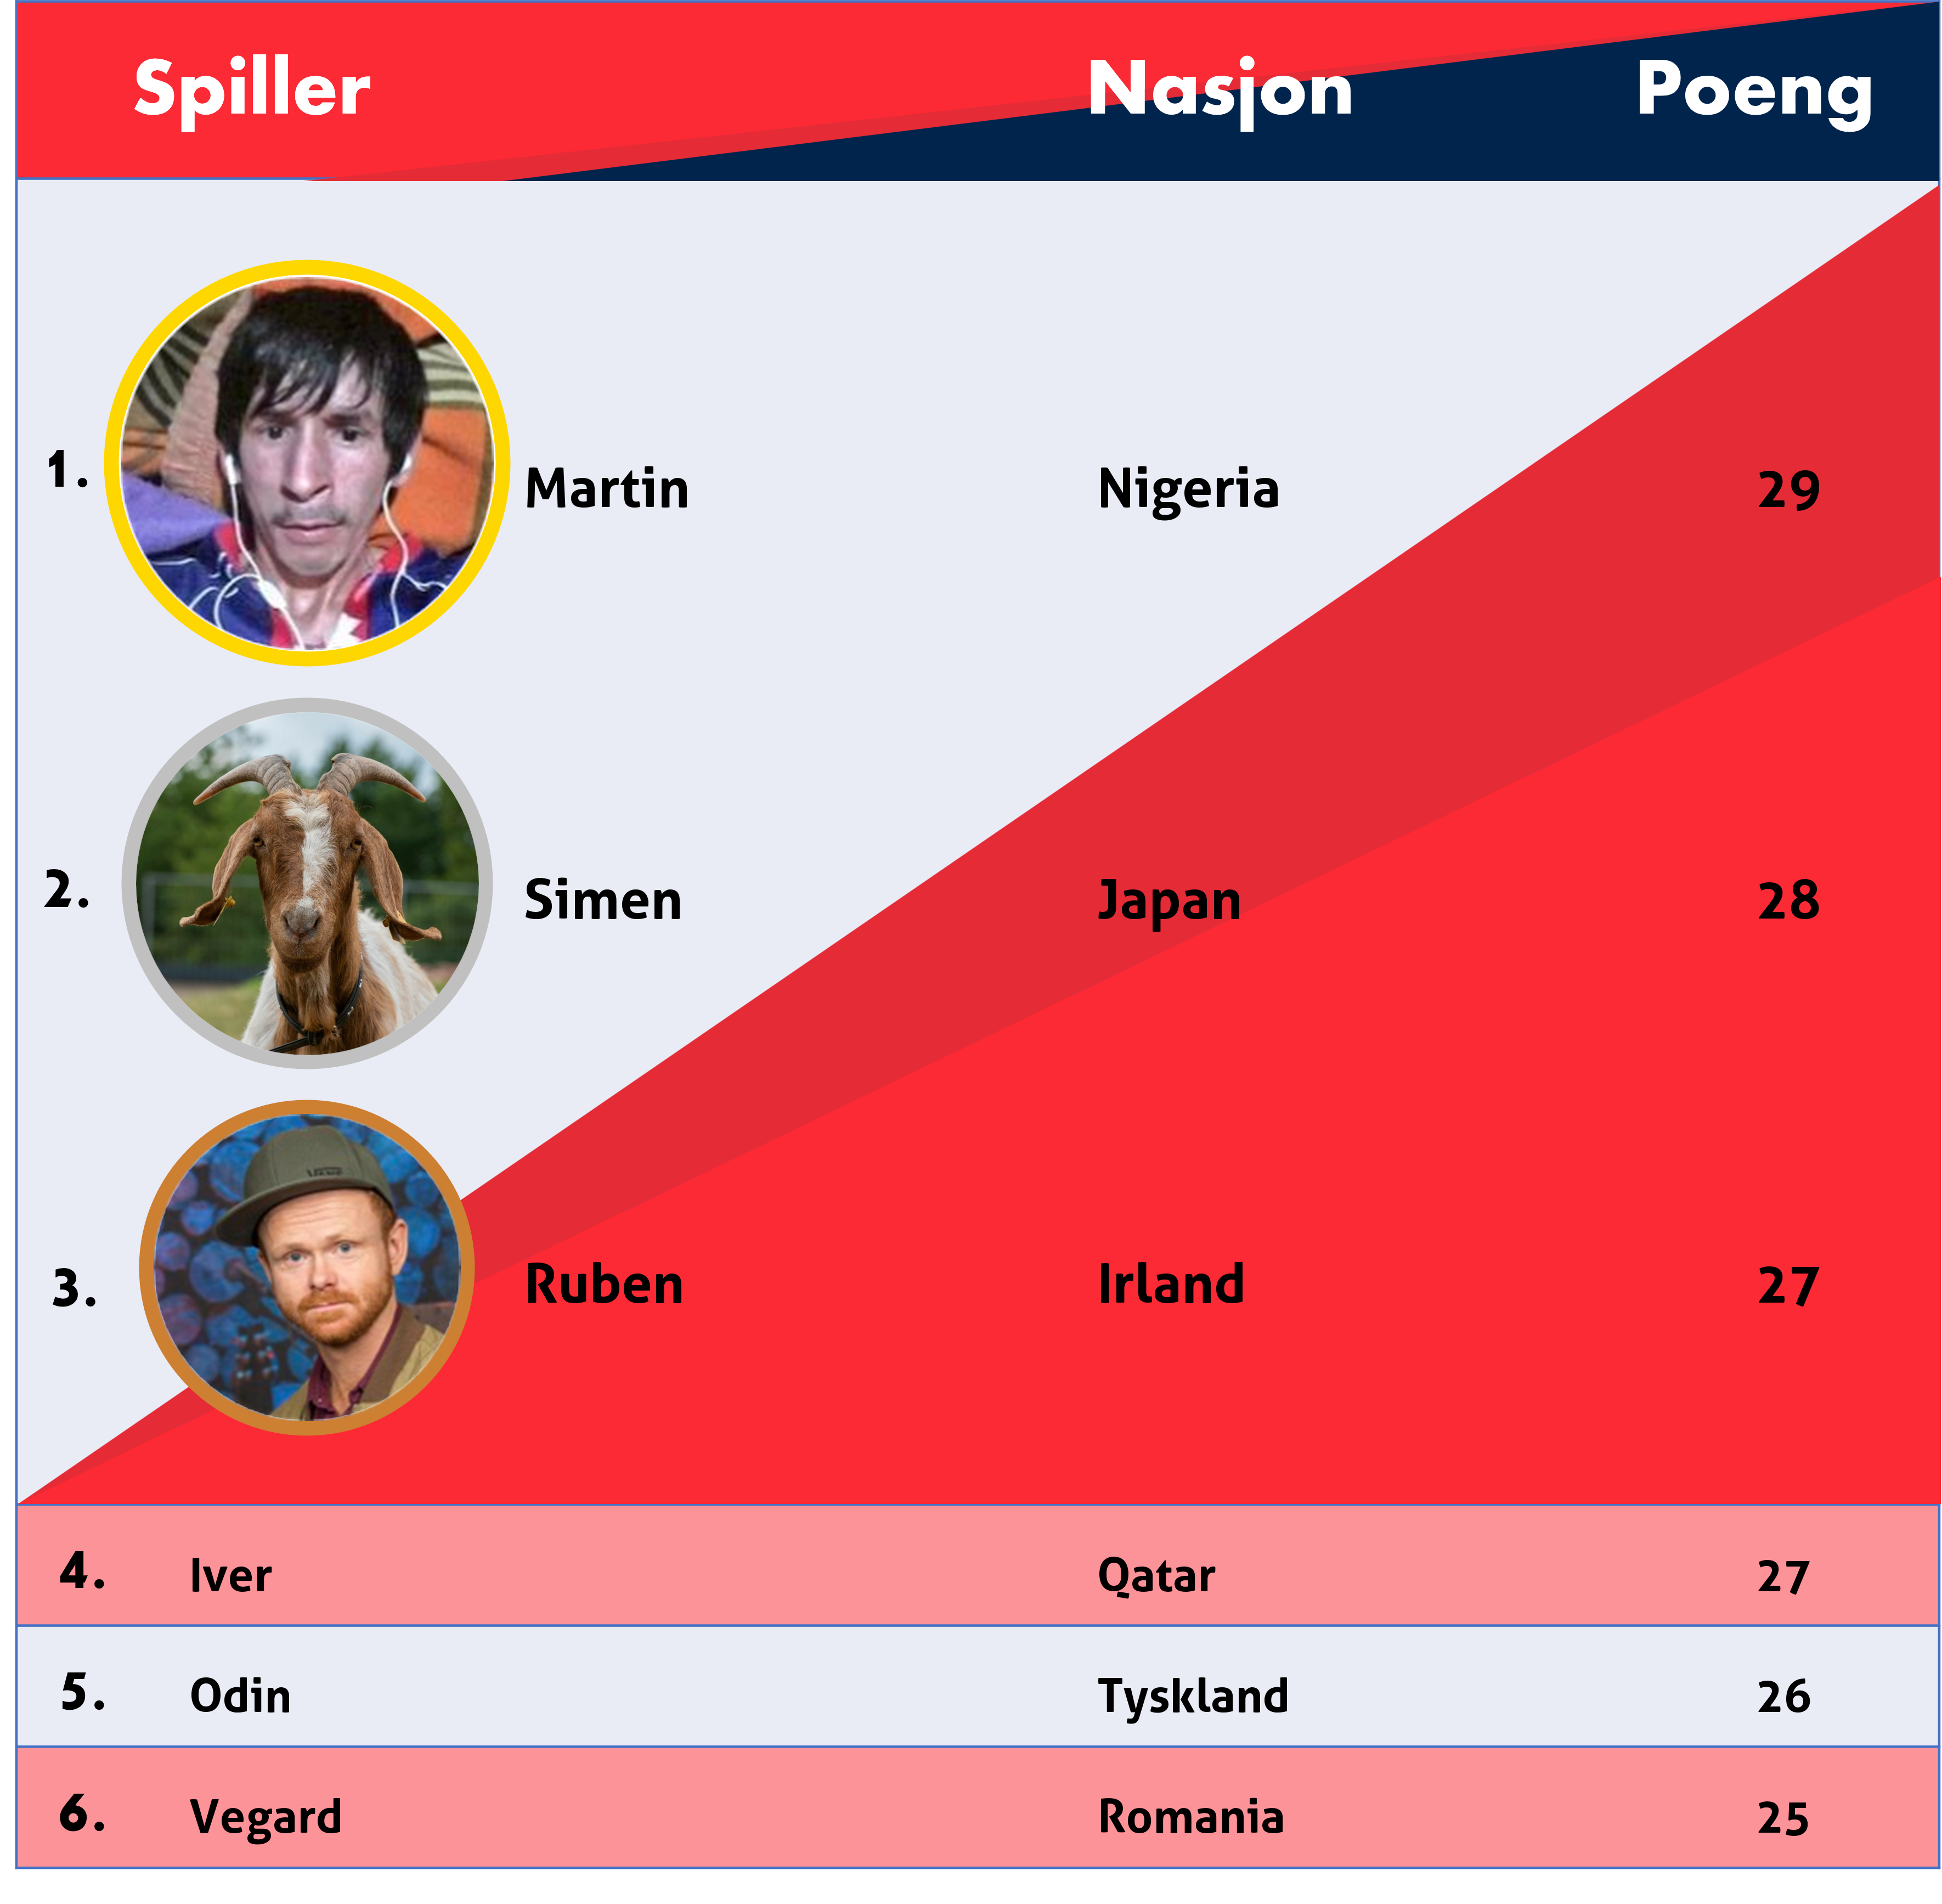 Spiller Nasjon Poeng
1. Martin Nigeria 29
2. Simen Japan 28
3. Ruben Irland 27
4. Iver Qatar 27
5. Odin Tyskland 26
6. Vegard Romania 25